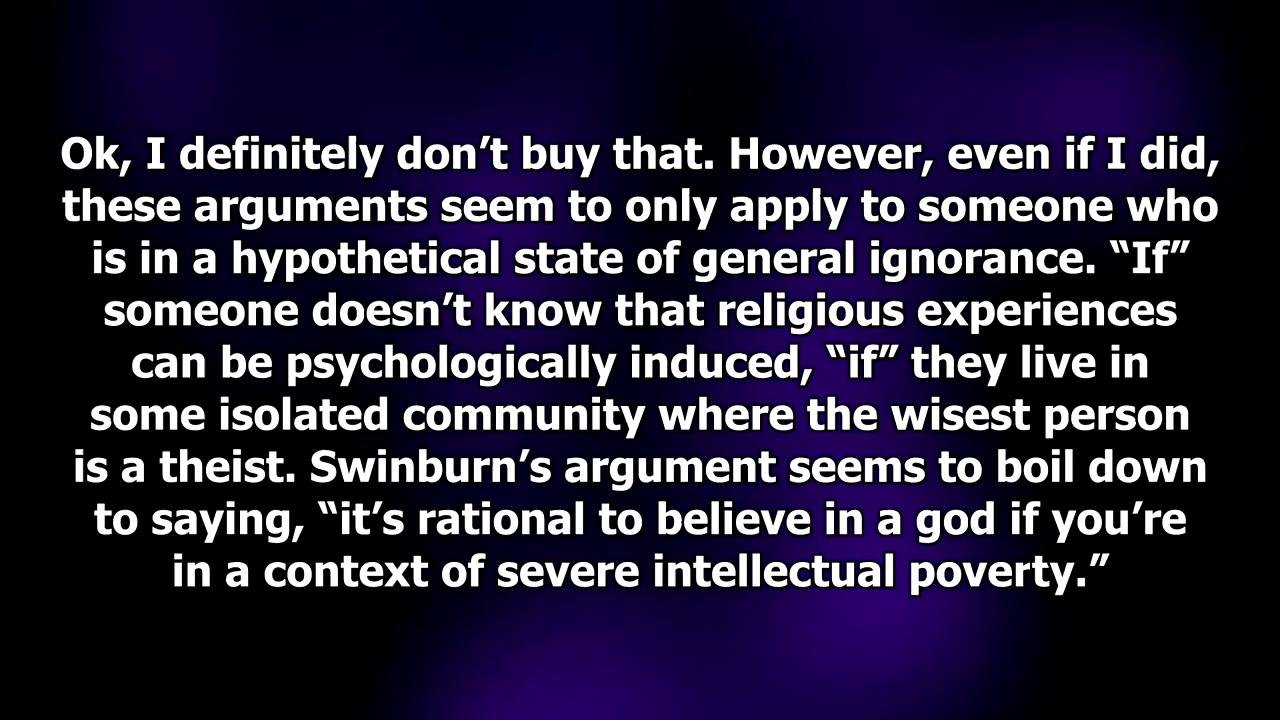 Ok, I definitely don’t buy that. However, even if I did,
these arguments seem to only apply to someone who
is in a hypothetical state of general ignorance. “If”
someone doesn’t know that religious experiences
can be psychologically induced, “if” they live in
some isolated community where the wisest person
is a theist. Swinburn’s argument seems to boil down
to saying, “it’s rational to believe in a god if you’re
in a context of severe intellectual poverty.”